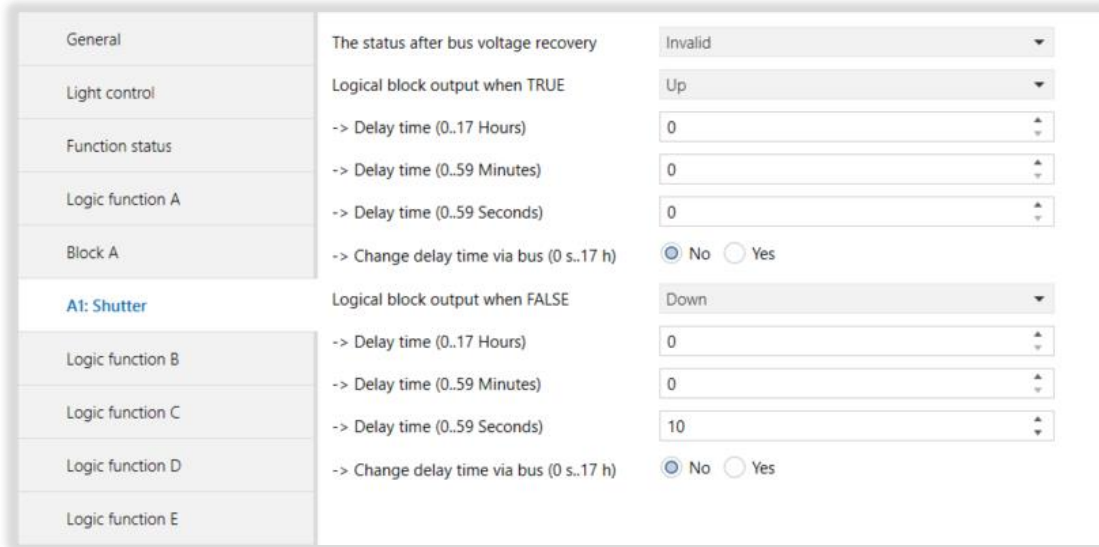 General
Light control
Function status
Logic function A
Block A
A1: Shutter
Logic function B
Logic function C
Logic function D
Logic function E
The status after bus voltage recovery Invalid
Logical block output when TRUE Up
-> Delay time (0..17 Hours) 0
-> Delay time (0..59 Minutes) 0
-> Delay time (0..59 Seconds) 0
-> Change delay time via bus (0 s..17 h) No Yes
Logical block output when FALSE Down
-> Delay time (0..17 Hours) 0
-> Delay time (0..59 Minutes) 0
-> Delay time (0..59 Seconds) 10
-> Change delay time via bus (0 s..17 h) No Yes